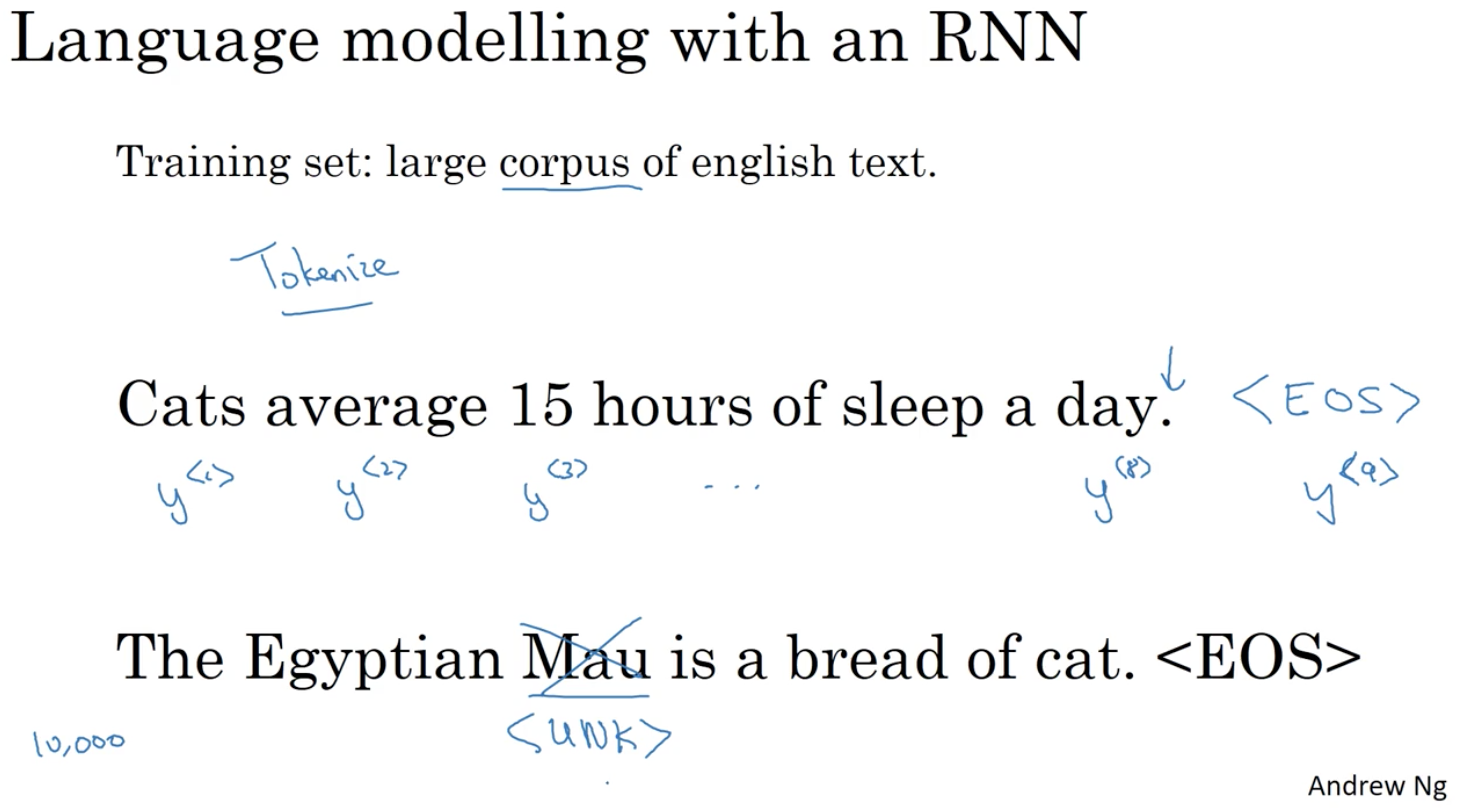 Language modelling with an RNN
Training set: large corpus of english text.
Tokenize
Cats average 15 hours of sleep a day. <EOS>
y<1> y<2> y<3> ... y<8> y<9>
The Egyptian Mau is a bread of cat. <EOS>
10,000 <UNK>
Andrew Ng